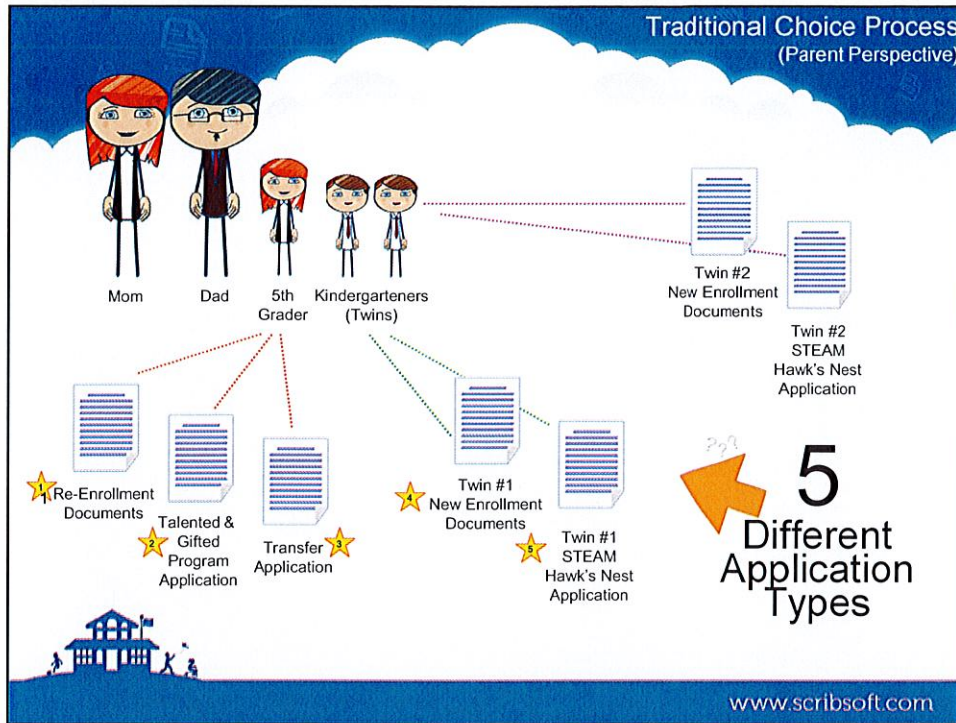 Traditional Choice Process
(Parent Perspective)
Mom
Dad
5th
Grader
Kindergarteners
(Twins)
Twin #2
New Enrollment
Documents
Twin #2
STEAM
Hawk's Nest
Application
1
Re-Enrollment
Documents
2
Talented &
Gifted
Program
Application
Transfer
Application
3
4
Twin #1
New Enrollment
Documents
5
Twin #1
STEAM
Hawk's Nest
Application
???
5
Different
Application
Types
www.scribsoft.com